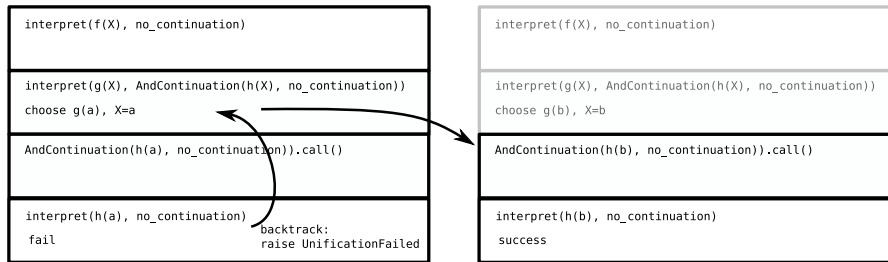 interpret(f(X), no_continuation)
interpret(g(X), AndContinuation(h(X), no_continuation))
choose g(a), X=a
AndContinuation(h(a), no_continuation)).call()
interpret(h(a), no_continuation)
fail
backtrack:
raise UnificationFailed
interpret(f(X), no_continuation)
interpret(g(X), AndContinuation(h(X), no_continuation))
choose g(b), X=b
AndContinuation(h(b), no_continuation)).call()
interpret(h(b), no_continuation)
success